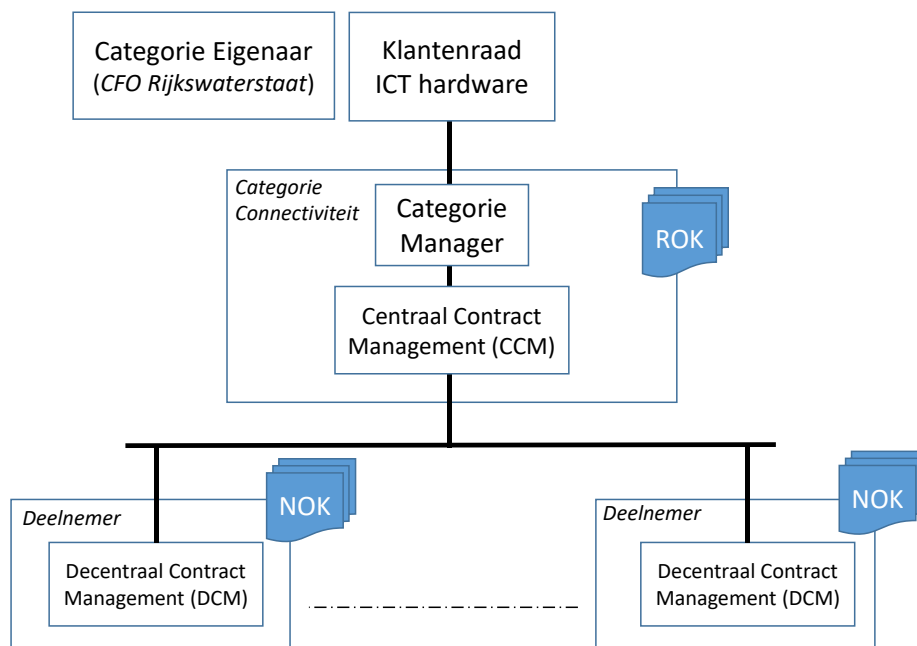 Categorie Eigenaar
(CFO Rijkswaterstaat)
Klantenraad
ICT hardware
Categorie
Connectiviteit
Categorie
Manager
ROK
Centraal Contract
Management (CCM)
Deelnemer
NOK
Decentraal Contract
Management (DCM)
Deelnemer
NOK
Decentraal Contract
Management (DCM)